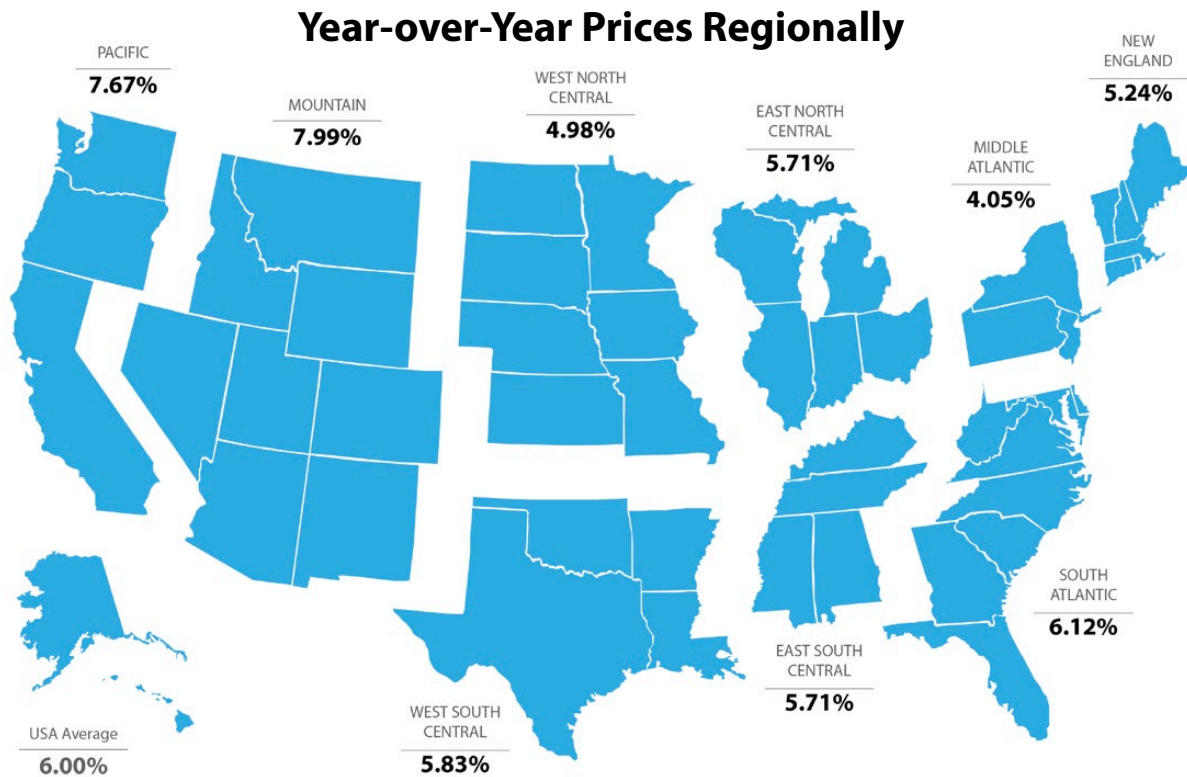 Year-over-Year Prices Regionally
PACIFIC
7.67%
MOUNTAIN
7.99%
WEST NORTH
CENTRAL
4.98%
EAST NORTH
CENTRAL
5.71%
MIDDLE
ATLANTIC
4.05%
NEW
ENGLAND
5.24%
SOUTH
ATLANTIC
6.12%
EAST SOUTH
CENTRAL
5.71%
WEST SOUTH
CENTRAL
5.83%
USA Average
6.00%